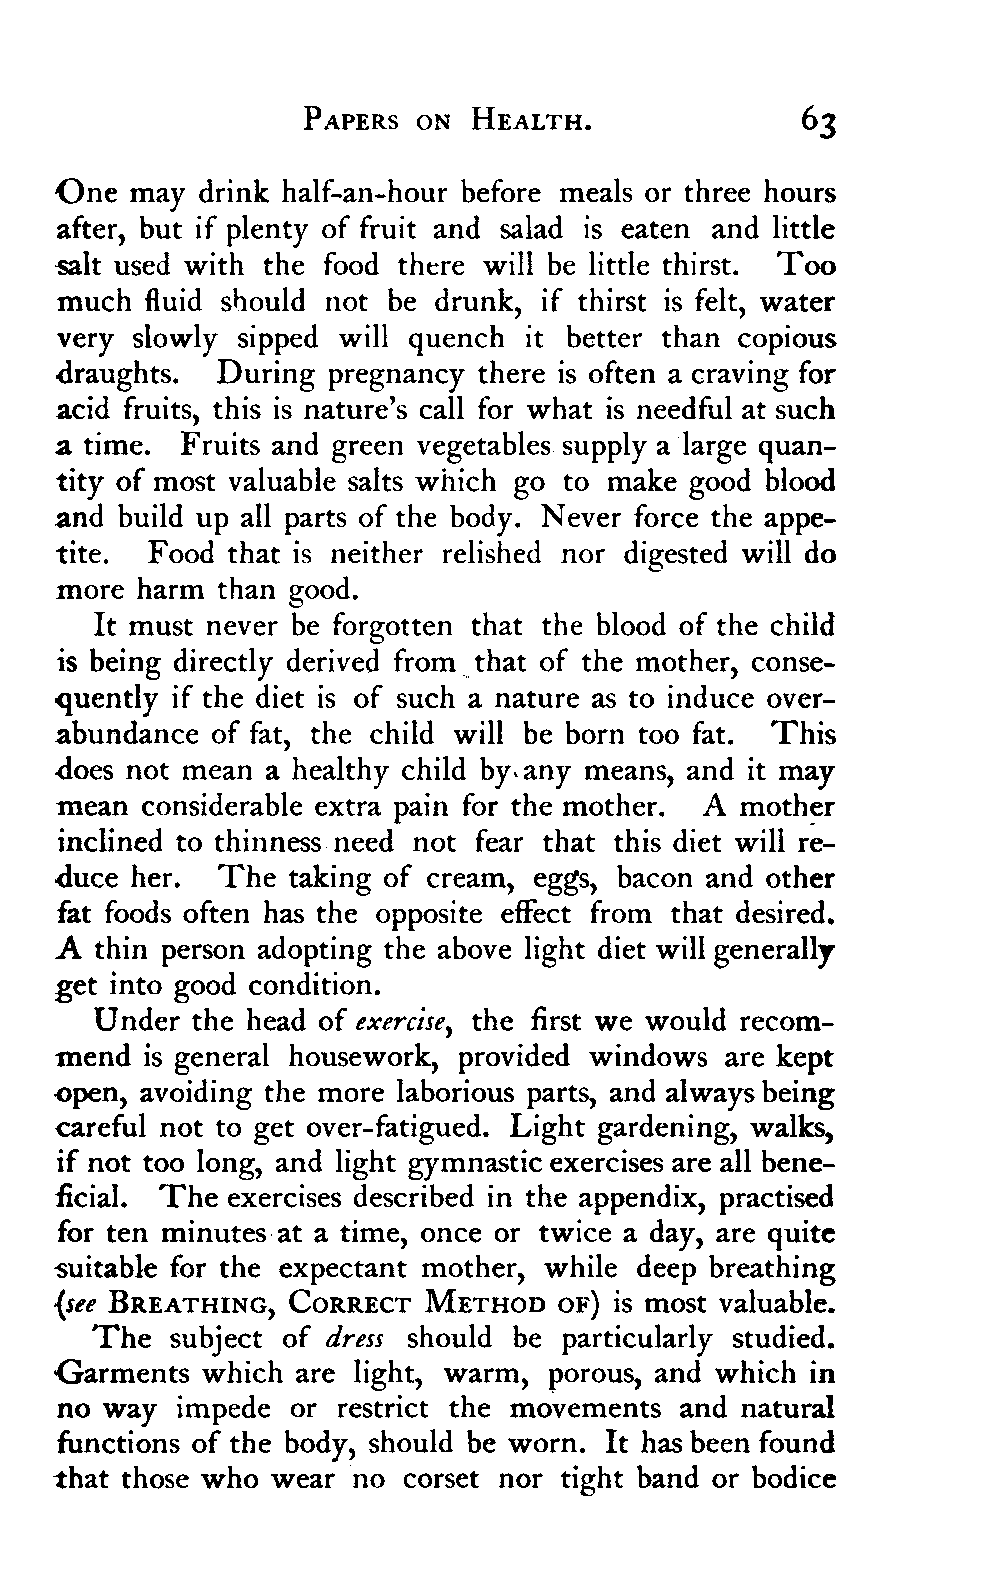 PAPERS ON HEALTH. 63
One may drink half-an-hour before meals or three hours
after, but if plenty of fruit and salad is eaten and little
salt used with the food there will be little thirst. Too
much fluid should not be drunk, if thirst is felt, water
very slowly sipped will quench it better than copious
draughts. During pregnancy there is often a craving for
acid fruits, this is nature's call for what is needful at such
a time. Fruits and green vegetables supply a large quan-
tity of most valuable salts which go to make good blood
and build up all parts of the body. Never force the appe-
tite. Food that is neither relished nor digested will do
more harm than good.
It must never be forgotten that the blood of the child
is being directly derived from that of the mother, conse-
quently if the diet is of such a nature as to induce over-
abundance of fat, the child will be born too fat. This
does not mean a healthy child by any means, and it may
mean considerable extra pain for the mother. A mother
inclined to thinness need not fear that this diet will re-
duce her. The taking of cream, eggs, bacon and other
fat foods often has the opposite effect from that desired.
A thin person adopting the above light diet will generally
get into good condition.
Under the head of exercise, the first we would recom-
mend is general housework, provided windows are kept
open, avoiding the more laborious parts, and always being
careful not to get over-fatigued. Light gardening, walks,
if not too long, and light gymnastic exercises are all bene-
ficial. The exercises described in the appendix, practised
for ten minutes at a time, once or twice a day, are quite
suitable for the expectant mother, while deep breathing
(see BREATHING, CORRECT METHOD OF) is most valuable.
The subject of dress should be particularly studied.
Garments which are light, warm, porous, and which in
no way impede or restrict the movements and natural
functions of the body, should be worn. It has been found
that those who wear no corset nor tight band or bodice